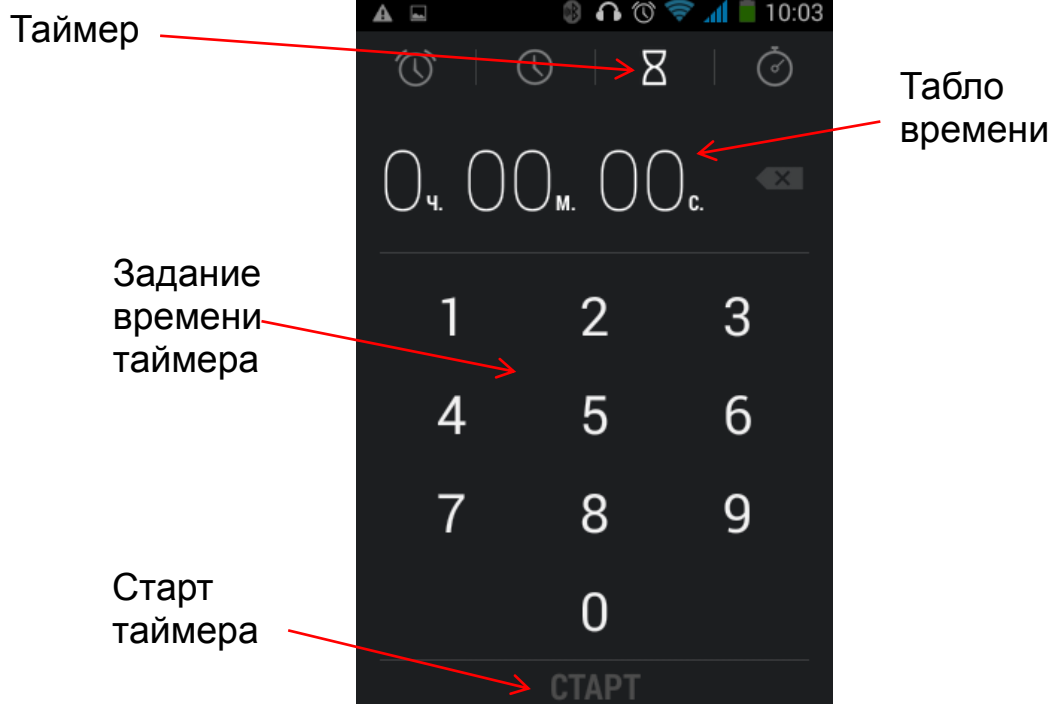 Таймер
10:03
Табло
времени
0ч. 00м. 00с.
Задание
времени
таймера
1 2 3
4 5 6
7 8 9
0
Старт
таймера
СТАРТ